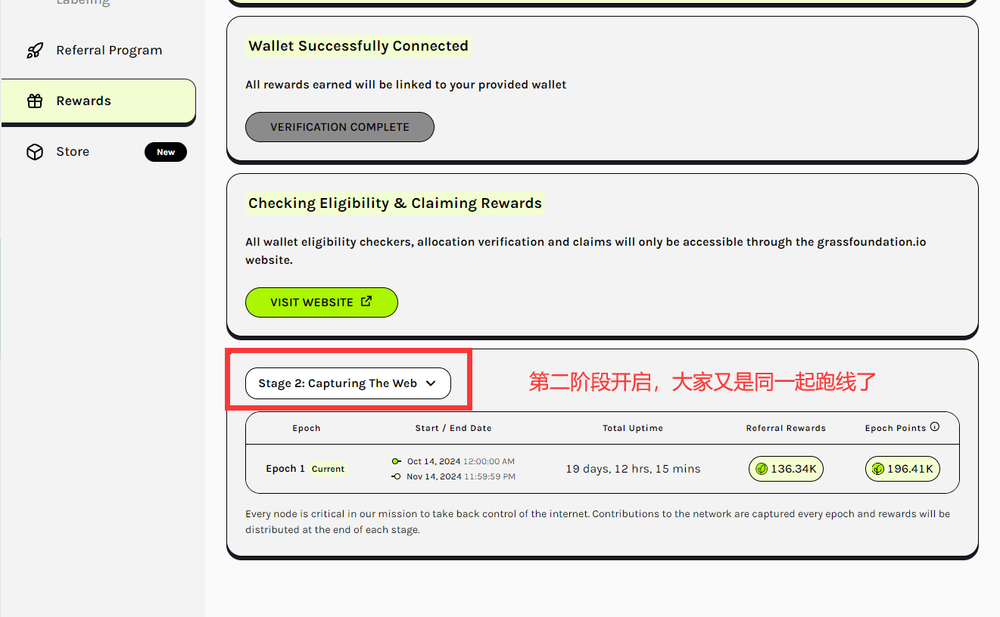 Labeling
Referral Program
Rewards
Store
New
Wallet Successfully Connected
All rewards earned will be linked to your provided wallet
VERIFICATION COMPLETE
Checking Eligibility & Claiming Rewards
All wallet eligibility checkers, allocation verification and claims will only be accessible through the grassfoundation.io
website.
VISIT WEBSITE
Stage 2: Capturing The Web
第二阶段开启，大家又是同一起跑线了
Epoch Start / End Date Total Uptime Referral Rewards Epoch Points
Epoch 1 Current
Oct 14, 2024 12:00:00 AM
Nov 14, 2024 11:59:59 PM
19 days, 12 hrs, 15 mins
136.34K
196.41K
Every node is critical in our mission to take back control of the internet. Contributions to the network are captured every epoch and rewards will be
distributed at the end of each stage.